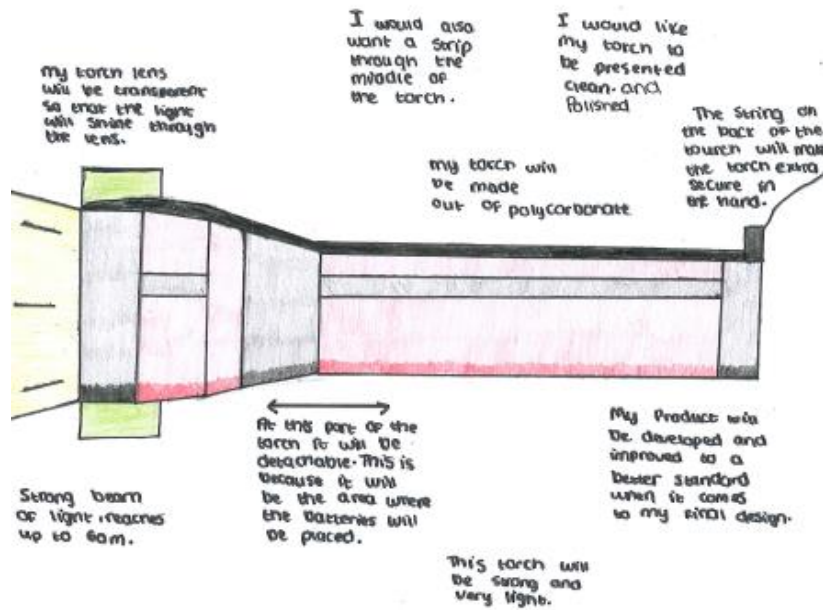 I would also
want a strip
through the
middle of
the torch.
I would like
my torch to
be presented
clean. and
Polished
my torch lens
will be transparent
so that the light
will shine through
the lens.
The string on
the back of the
tourch will make
the torch extra
secure in
the hand.
my torch will
be made
out of polycarbonate
At this part of the
torch it will be
detachable. This is
because it will
be the area where
the batteries will
be placed.
My Product will
be developed and
improved to a
better standard
when it comes
to my final design.
Strong beam
of light, reaches
up to
This torch will
be strong and
very light.